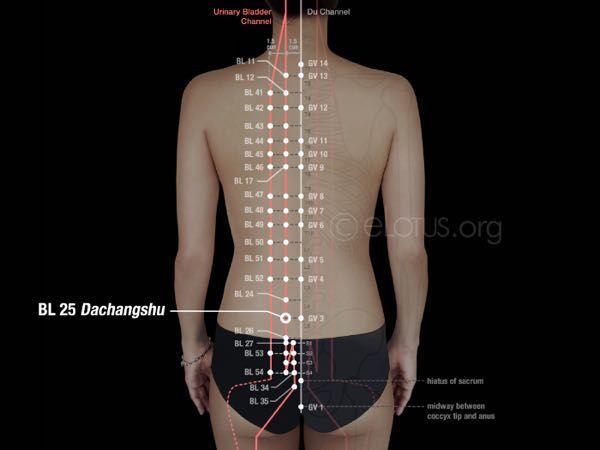 Urinary Bladder
Channel
Du Channel
1.5
cun
1.5
cun
BL 11
GV 14
GV 13
BL 12
BL 41
BL 42
GV 12
BL 43
BL 44
GV 11
BL 45
GV 10
BL 46
GV 9
BL 17
BL 47
GV 8
BL 48
GV 7
BL 49
GV 6
© eLOTUS.org
BL 50
BL 51
GV 5
BL 52
GV 4
BL 24
BL 25 Dachangshu
GV 3
BL 26
BL 27
S1
BL 53
S2
S3
BL 54
S4
hiatus of sacrum
BL 34
BL 35
GV 1
midway between
coccyx tip and anus